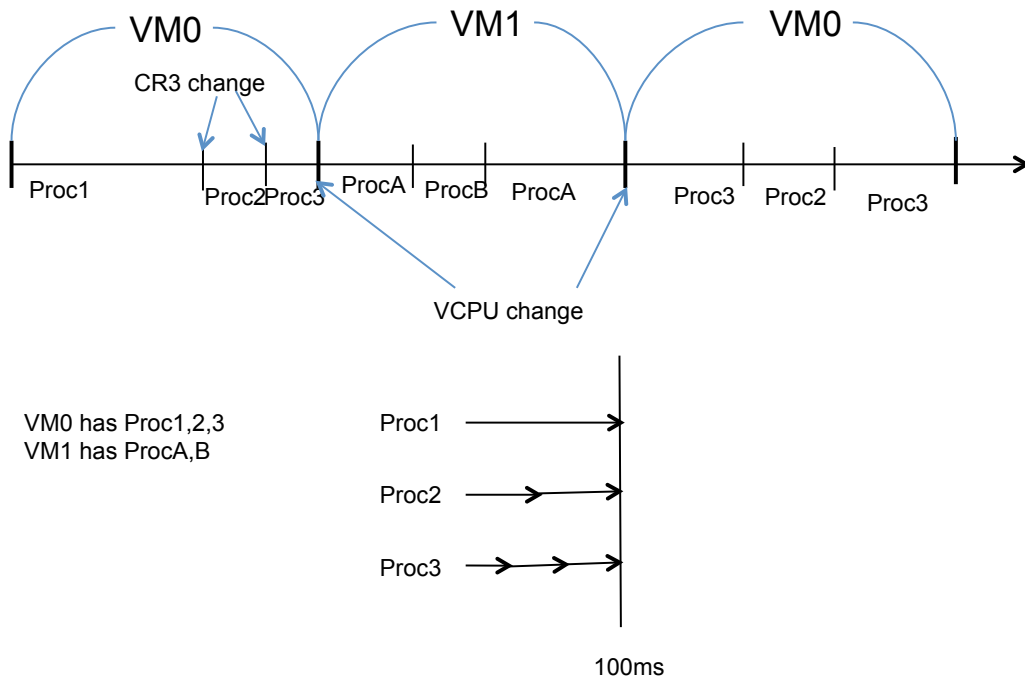 VM0
VM1
VM0
CR3 change
Proc1
Proc2
Proc3
ProcA
ProcB
ProcA
Proc3
Proc2
Proc3
VCPU change
VM0 has Proc1,2,3
VM1 has ProcA,B
Proc1
Proc2
Proc3
100ms